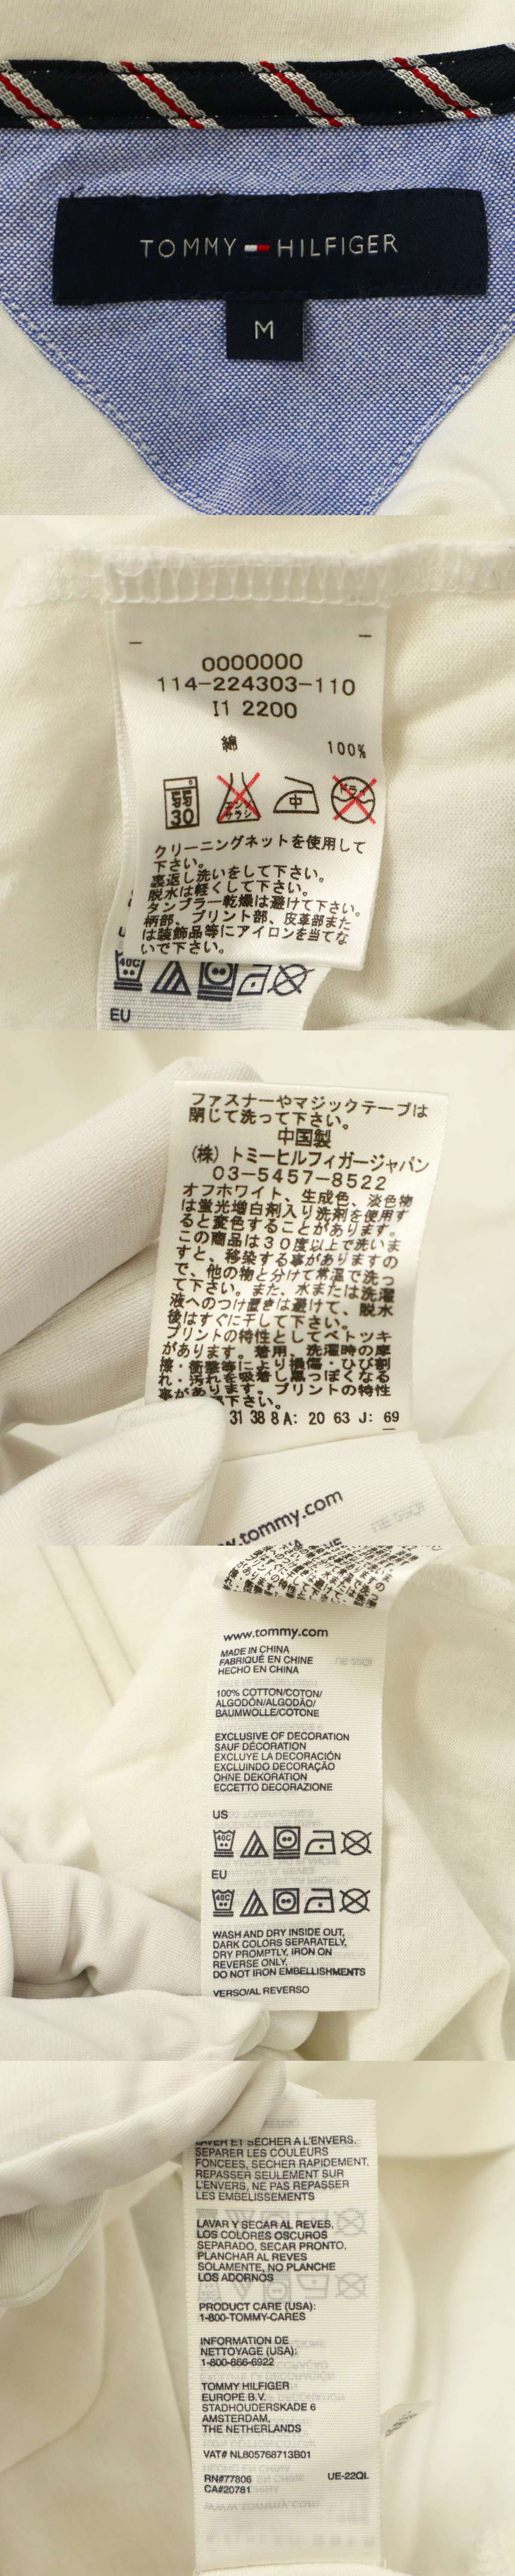 TOMMY HILFIGER
M
0000000
114-224303-110
I1 2200
綿 100%
弱
30
エンソ
サラシ
中
ドライ
クリーニングネットを使用して
下さい。
裏返し洗いをして下さい。
脱水は軽くして下さい。
タンブラー乾燥は避けて下さい。
柄部、プリント部、皮革部また
は装飾品等にアイロンを当てな
いで下さい。
40C
EU
ファスナーやマジックテープは
閉じて洗って下さい。
中国製
(株)トミーヒルフィガージャパン
03-5457-8522
オフホワイト、生成色、淡色物
は蛍光増白剤入り洗剤を使用す
ると変色することがあります。
この商品は30度以上で洗いま
すと、移染する事がありますの
で、他の物と分けて常温で洗っ
て下さい。また、水または洗濯
液へのつけ置きは避けて、脱水
後はすぐに干して下さい。
プリントの特性としてベトツキ
があります。着用、洗濯時の摩
擦・衝撃等により損傷・ひび割
れ・汚れを吸着し黒っぽくなる
事があります。プリントの特性
下さい。
31 38 8 A: 20 63 J: 69
w.tommy.com
www.tommy.com
MADE IN CHINA
FABRIQUÉ EN CHINE
HECHO EN CHINA
100% COTTON/COTON/
ALGODÓN/ALGODÃO/
BAUMWOLLE/COTONE
EXCLUSIVE OF DECORATION
SAUF DÉCORATION
EXCLUYE LA DECORACIÓN
EXCLUINDO DECORAÇÃO
OHNE DEKORATION
ECCETTO DECORAZIONE
US
40C
EU
40C
WASH AND DRY INSIDE OUT,
DARK COLORS SEPARATELY,
DRY PROMPTLY, IRON ON
REVERSE ONLY,
DO NOT IRON EMBELLISHMENTS
VERSO/AL REVERSO
LAVER ET SECHER A L'ENVERS.
SEPARER LES COULEURS
FONCEES, SECHER RAPIDEMENT.
REPASSER SEULEMENT SUR
L'ENVERS, NE PAS REPASSER
LES EMBELISSEMENTS
LAVAR Y SECAR AL REVES,
LOS COLORES OSCUROS
SEPARADO, SECAR PRONTO.
PLANCHAR AL REVES
SOLAMENTE, NO PLANCHE
LOS ADORNOS
PRODUCT CARE (USA):
1-800-TOMMY-CARES
INFORMATION DE
NETTOYAGE (USA):
1-800-866-6922
TOMMY HILFIGER
EUROPE B.V.
STADHOUDERSKADE 6
AMSTERDAM,
THE NETHERLANDS
VAT# NL805768713B01
RN#77806 UE-22QL
CA#20781